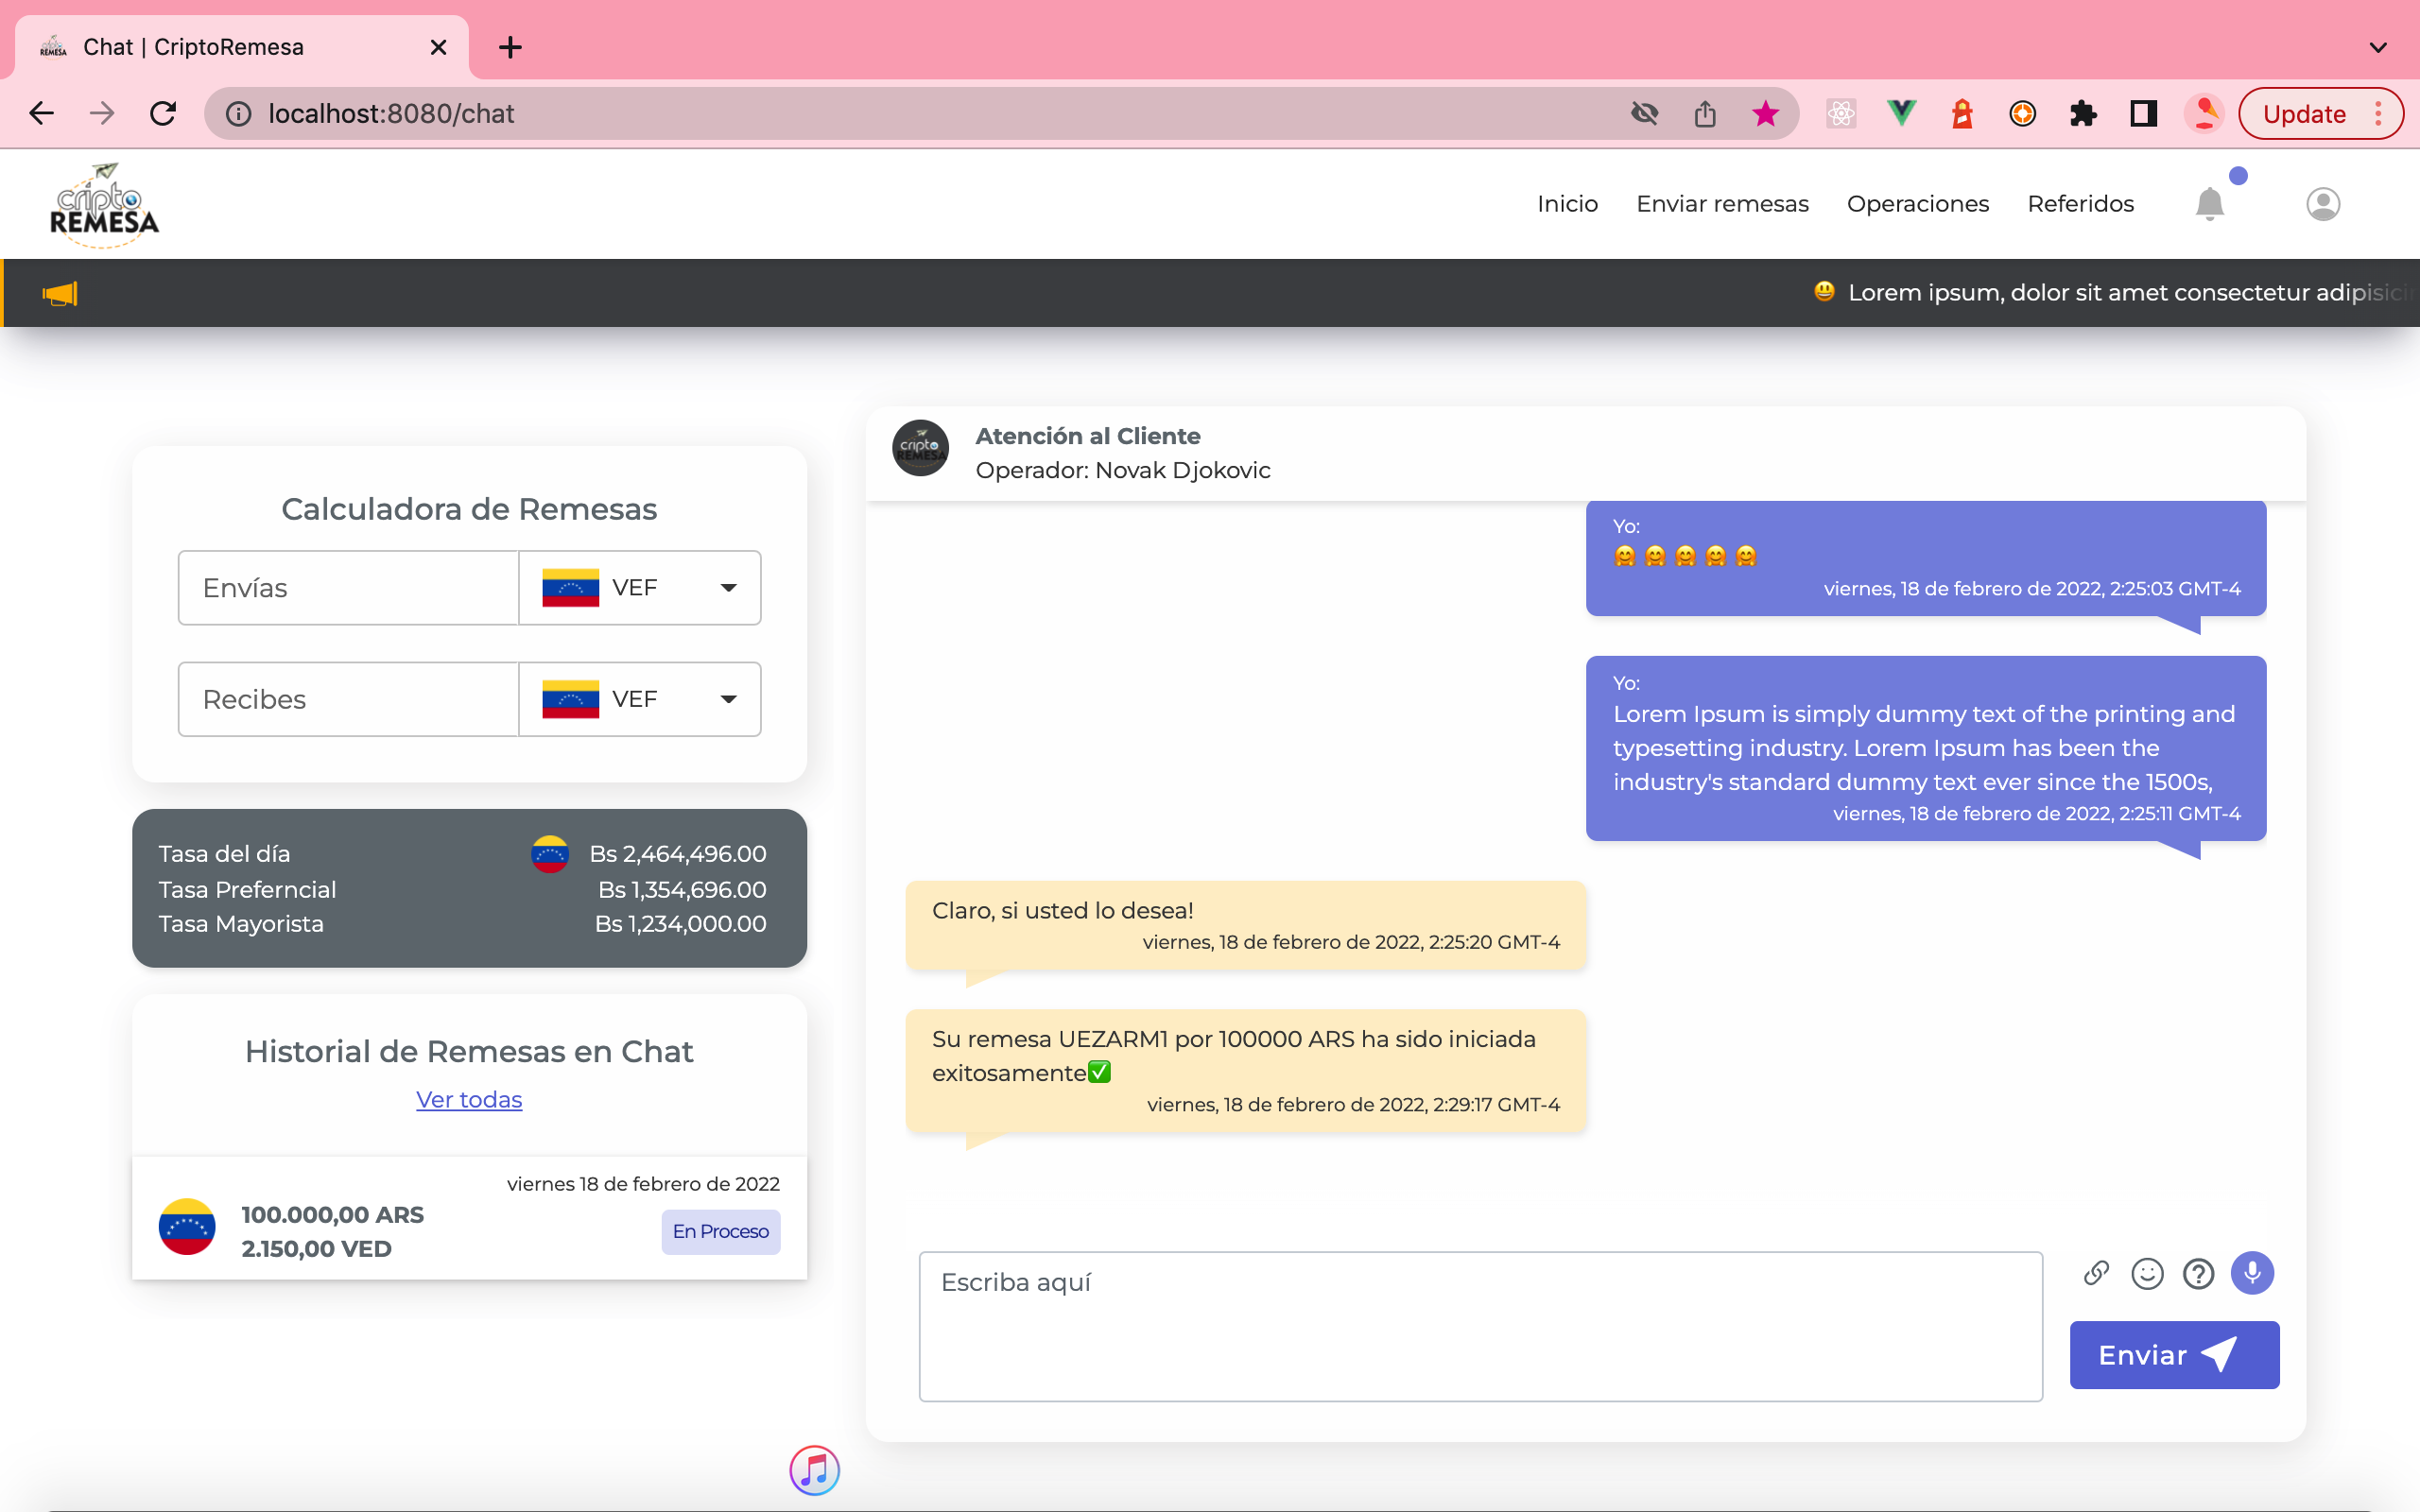 Chat | CriptoRemesa
localhost:8080/chat
Update
cripto
REMESA
Inicio
Enviar remesas
Operaciones
Referidos
😃 Lorem ipsum, dolor sit amet consectetur adipisicin
Calculadora de Remesas
Envías
VEF
Recibes
VEF
Tasa del día Bs 2,464,496.00
Tasa Preferncial Bs 1,354,696.00
Tasa Mayorista Bs 1,234,000.00
Historial de Remesas en Chat
Ver todas
viernes 18 de febrero de 2022
100.000,00 ARS
2.150,00 VED
En Proceso
cripto
REMESA
Atención al Cliente
Operador: Novak Djokovic
Yo:
🤗 🤗 🤗 🤗 🤗
viernes, 18 de febrero de 2022, 2:25:03 GMT-4
Yo:
Lorem Ipsum is simply dummy text of the printing and
typesetting industry. Lorem Ipsum has been the
industry's standard dummy text ever since the 1500s,
viernes, 18 de febrero de 2022, 2:25:11 GMT-4
Claro, si usted lo desea!
viernes, 18 de febrero de 2022, 2:25:20 GMT-4
Su remesa UEZARM1 por 100000 ARS ha sido iniciada
exitosamente✅
viernes, 18 de febrero de 2022, 2:29:17 GMT-4
Escriba aquí
Enviar